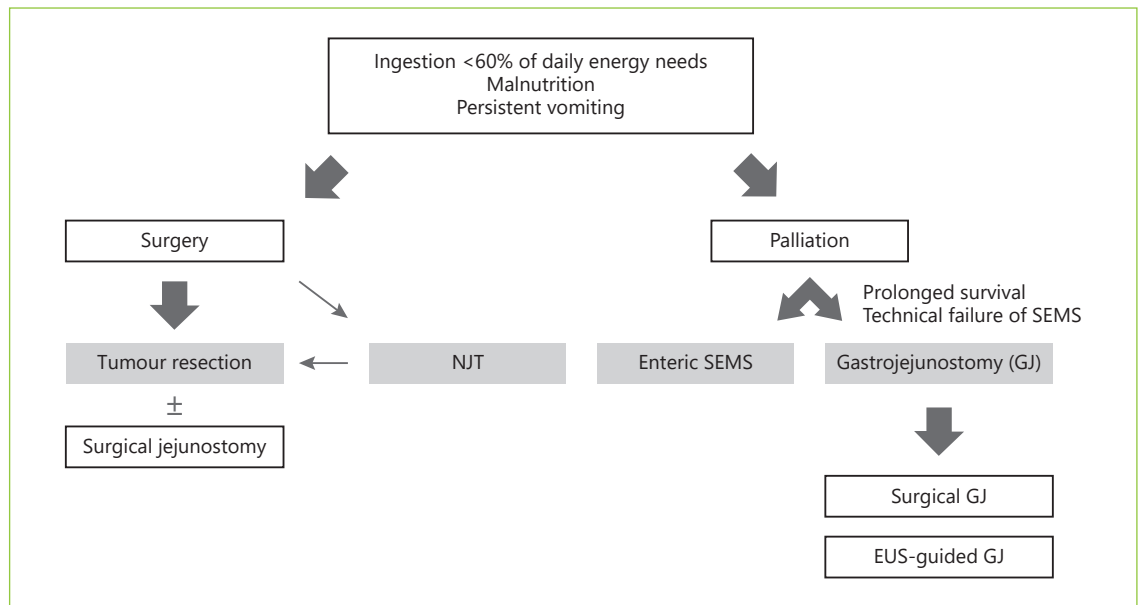 Ingestion <60% of daily energy needs
Malnutrition
Persistent vomiting
Surgery
Palliation
Prolonged survival
Technical failure of SEMS
Tumour resection
NJT
Enteric SEMS
Gastrojejunostomy (GJ)
±
Surgical jejunostomy
Surgical GJ
EUS-guided GJ